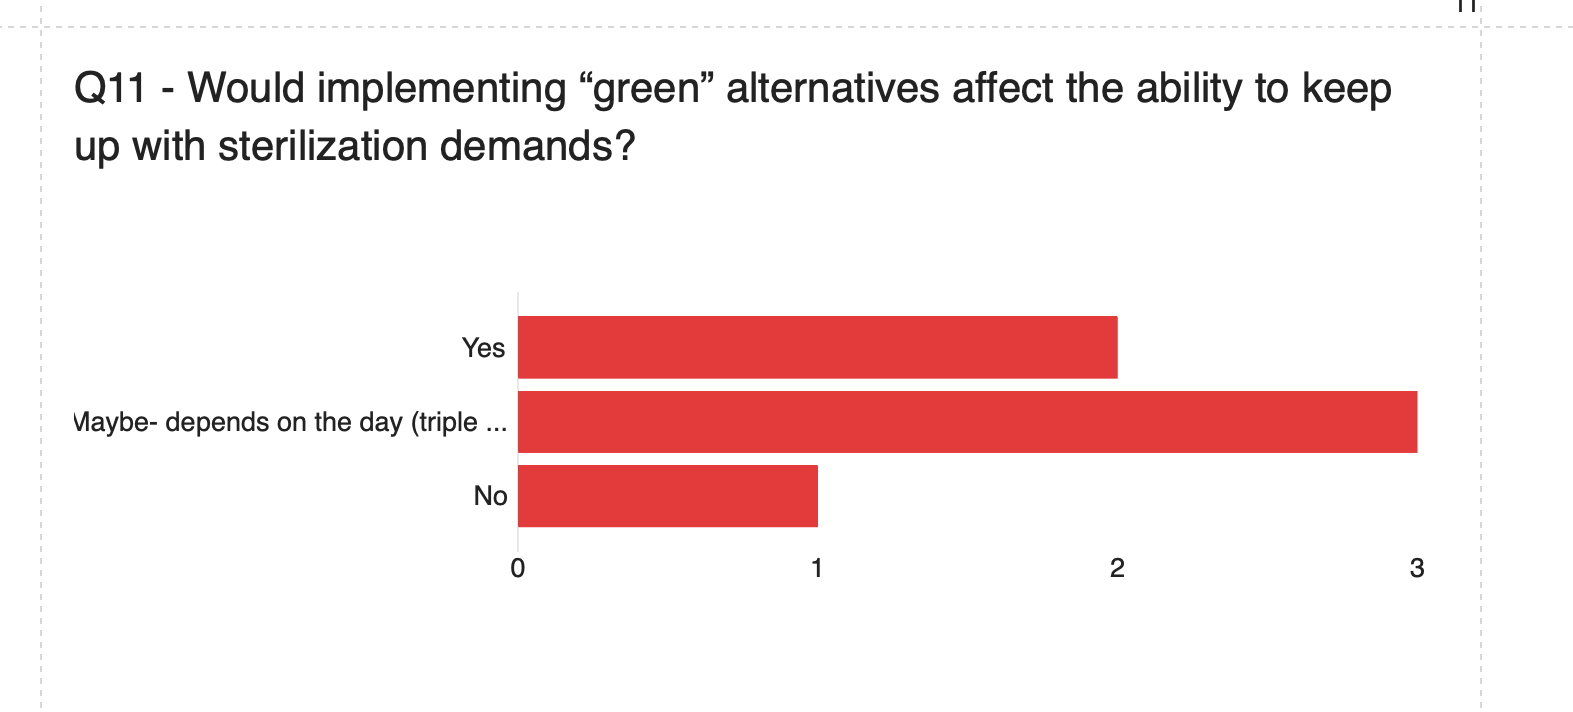 Q11 - Would implementing “green” alternatives affect the ability to keep
up with sterilization demands?
Yes
Maybe- depends on the day (triple ...
No
0 1 2 3